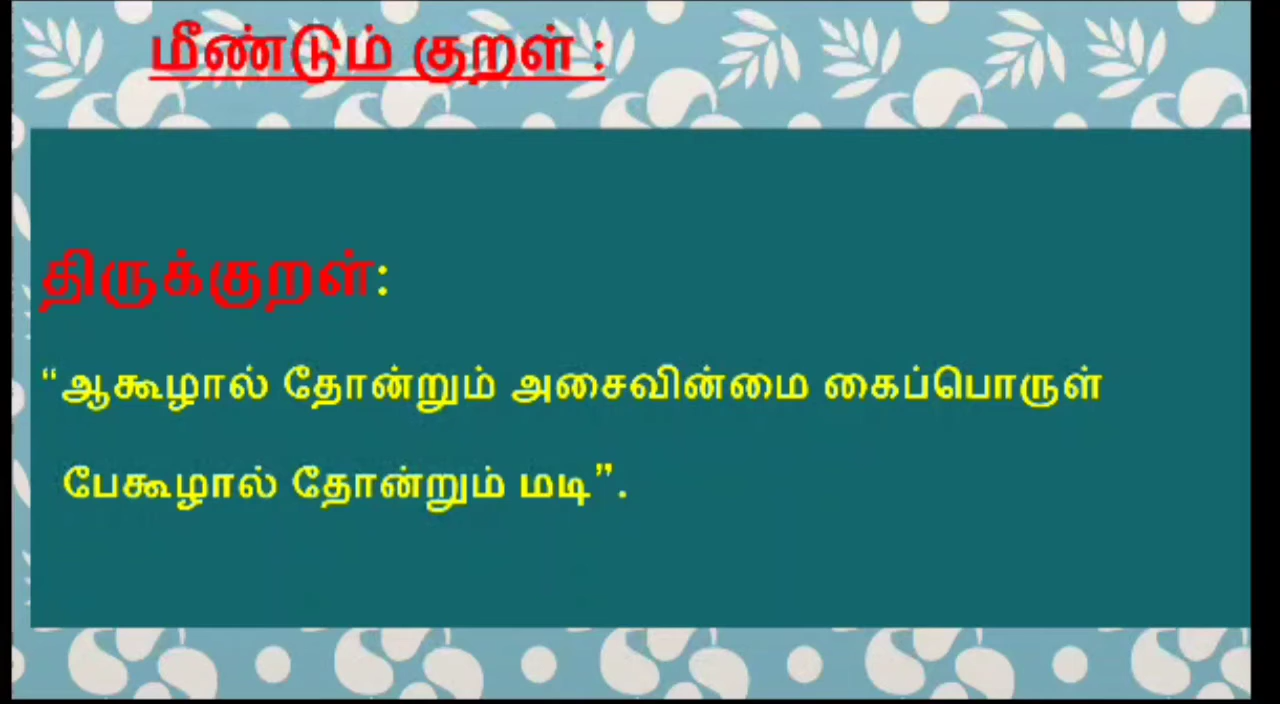 மீண்டும் குறள் :
திருக்குறள்:
“ஆகூழால் தோன்றும் அசைவின்மை கைப்பொருள்
பேகூழால் தோன்றும் மடி”.